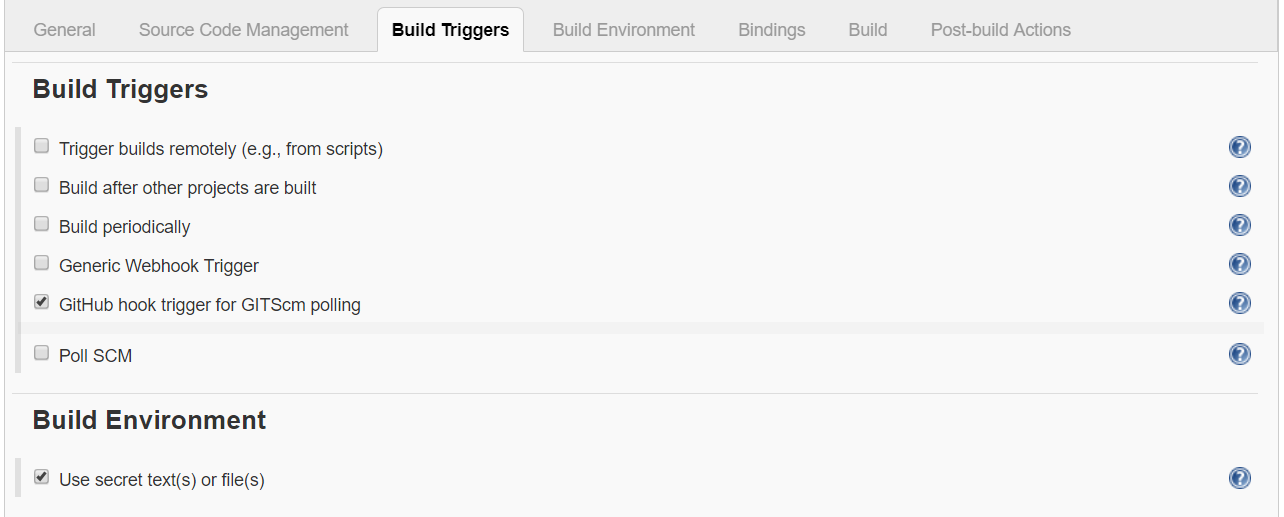 General Source Code Management Build Triggers Build Environment Bindings Build Post-build Actions
Build Triggers
Trigger builds remotely (e.g., from scripts)
Build after other projects are built
Build periodically
Generic Webhook Trigger
GitHub hook trigger for GITScm polling
Poll SCM
Build Environment
Use secret text(s) or file(s)